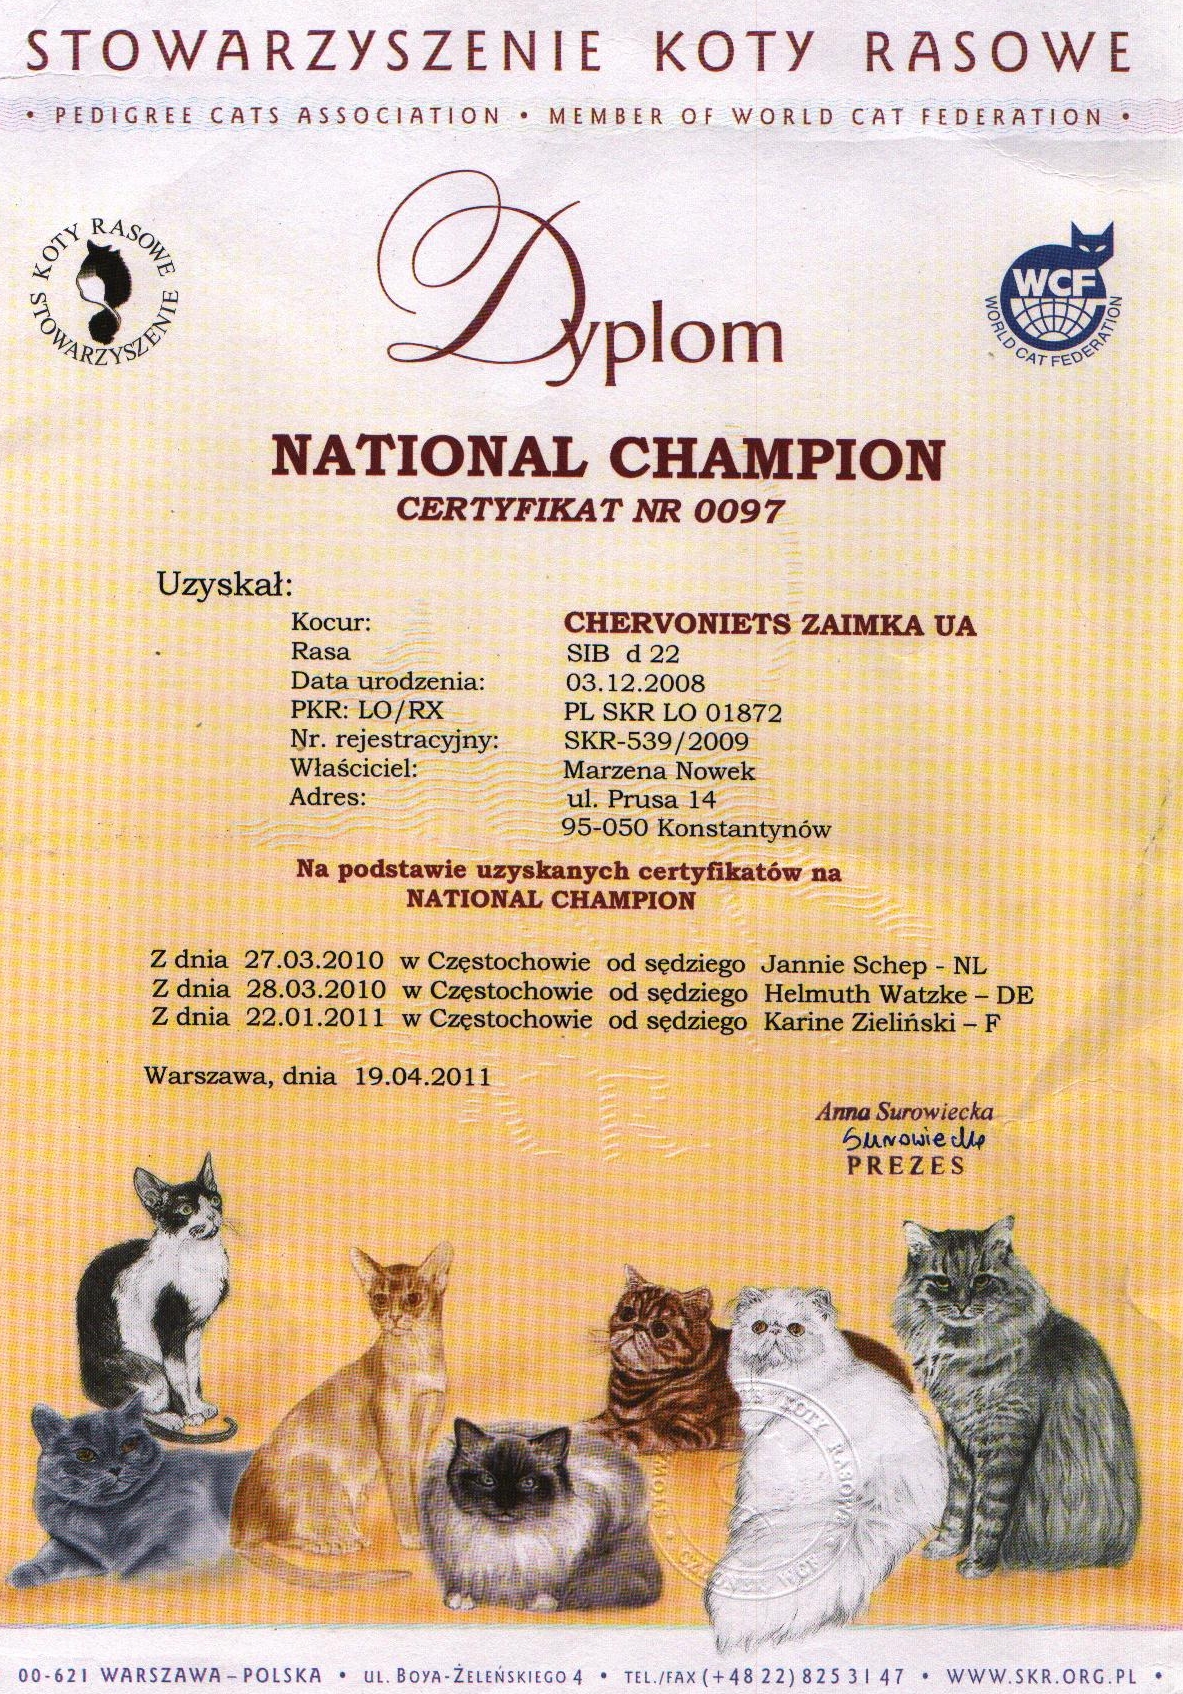 STOWARZYSZENIE KOTY RASOWE
• PEDIGREE CATS ASSOCIATION • MEMBER OF WORLD CAT FEDERATION •
KOTY RASOWE
STOWARZYSZENIE
Dyplom
WCF
WORLD CAT FEDERATION
NATIONAL CHAMPION
CERTYFIKAT NR 0097
Uzyskał:
Kocur: CHERVONIETS ZAIMKA UA
Rasa SIB d 22
Data urodzenia: 03.12.2008
PKR: LO/RX PL SKR LO 01872
Nr. rejestracyjny: SKR-539/2009
Właściciel: Marzena Nowek
Adres: ul. Prusa 14
95-050 Konstantynów
Na podstawie uzyskanych certyfikatów na
NATIONAL CHAMPION
Z dnia 27.03.2010 w Częstochowie od sędziego Jannie Schep - NL
Z dnia 28.03.2010 w Częstochowie od sędziego Helmuth Watzke – DE
Z dnia 22.01.2011 w Częstochowie od sędziego Karine Zieliński – F
Warszawa, dnia 19.04.2011
Anna Surowiecka
Surowiecka
PREZES
KOTY RASOWE
CZŁONEK WCF
00-621 WARSZAWA–POLSKA • UL. BOYA-ŻELEŃSKIEGO 4 • TEL./FAX (+48 22) 825 31 47 • WWW.SKR.ORG.PL •